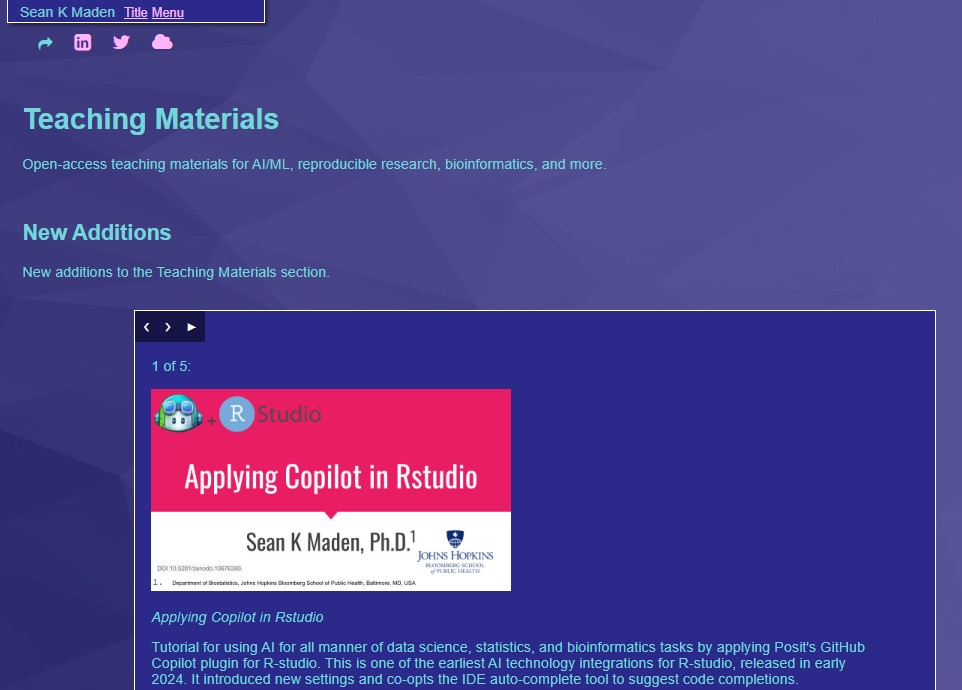 Sean K Maden Title Menu
Teaching Materials
Open-access teaching materials for AI/ML, reproducible research, bioinformatics, and more.
New Additions
New additions to the Teaching Materials section.
1 of 5:
+ R Studio
Applying Copilot in Rstudio
Sean K Maden, Ph.D.1
JOHNS HOPKINS
BLOOMBERG SCHOOL
of PUBLIC HEALTH
DOI 10.5281/zenodo.10676380.
1. Department of Biostatistics, Johns Hopkins Bloomberg School of Public Health, Baltimore, MD, USA
Applying Copilot in Rstudio
Tutorial for using AI for all manner of data science, statistics, and bioinformatics tasks by applying Posit's GitHub
Copilot plugin for R-studio. This is one of the earliest AI technology integrations for R-studio, released in early
2024. It introduced new settings and co-opts the IDE auto-complete tool to suggest code completions.